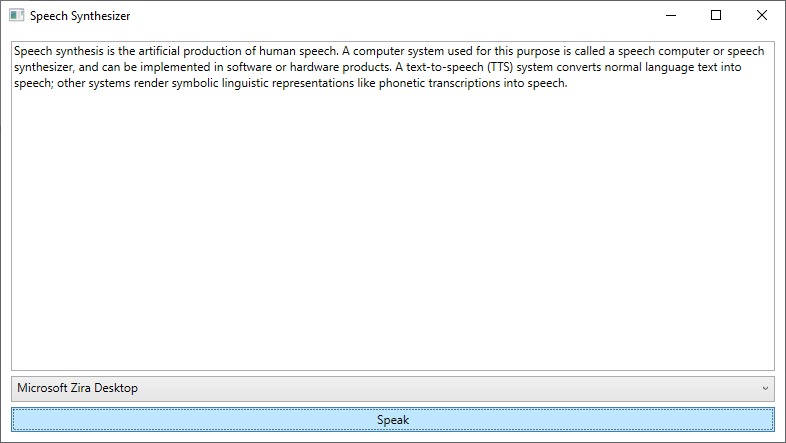 Speech Synthesizer
Speech synthesis is the artificial production of human speech. A computer system used for this purpose is called a speech computer or speech
synthesizer, and can be implemented in software or hardware products. A text-to-speech (TTS) system converts normal language text into
speech; other systems render symbolic linguistic representations like phonetic transcriptions into speech.
Microsoft Zira Desktop
Speak